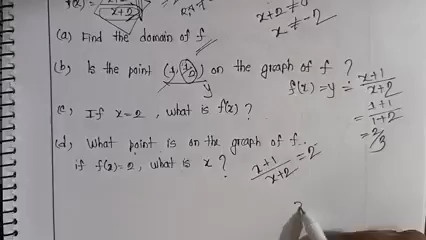 x+2
x+2 ≠ 0
x ≠ -2
(a) Find the domain of f
(b) Is the point on the graph of f ?
y
f(x) = y = x+1/x+2
= 1+1/1+2
= 2/3
(c) If x=2, what is f(x) ?
(d) What point is on the graph of f.
if f(x)=2, what is x ?
x+1/x+2 = 2